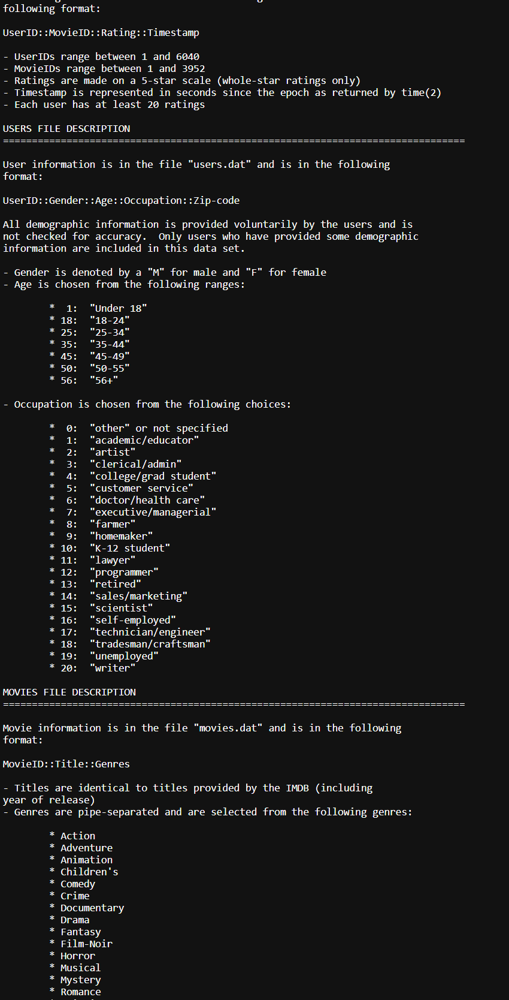 following format:
UserID::MovieID::Rating::Timestamp
- UserIDs range between 1 and 6040
- MovieIDs range between 1 and 3952
- Ratings are made on a 5-star scale (whole-star ratings only)
- Timestamp is represented in seconds since the epoch as returned by time(2)
- Each user has at least 20 ratings
USERS FILE DESCRIPTION
================================================================================
User information is in the file "users.dat" and is in the following
format:
UserID::Gender::Age::Occupation::Zip-code
All demographic information is provided voluntarily by the users and is
not checked for accuracy.  Only users who have provided some demographic
information are included in this data set.
- Gender is denoted by a "M" for male and "F" for female
- Age is chosen from the following ranges:
*  1:  "Under 18"
* 18:  "18-24"
* 25:  "25-34"
* 35:  "35-44"
* 45:  "45-49"
* 50:  "50-55"
* 56:  "56+"
- Occupation is chosen from the following choices:
*  0:  "other" or not specified
*  1:  "academic/educator"
*  2:  "artist"
*  3:  "clerical/admin"
*  4:  "college/grad student"
*  5:  "customer service"
*  6:  "doctor/health care"
*  7:  "executive/managerial"
*  8:  "farmer"
*  9:  "homemaker"
* 10:  "K-12 student"
* 11:  "lawyer"
* 12:  "programmer"
* 13:  "retired"
* 14:  "sales/marketing"
* 15:  "scientist"
* 16:  "self-employed"
* 17:  "technician/engineer"
* 18:  "tradesman/craftsman"
* 19:  "unemployed"
* 20:  "writer"
MOVIES FILE DESCRIPTION
================================================================================
Movie information is in the file "movies.dat" and is in the following
format:
MovieID::Title::Genres
- Titles are identical to titles provided by the IMDB (including
year of release)
- Genres are pipe-separated and are selected from the following genres:
* Action
* Adventure
* Animation
* Children's
* Comedy
* Crime
* Documentary
* Drama
* Fantasy
* Film-Noir
* Horror
* Musical
* Mystery
* Romance